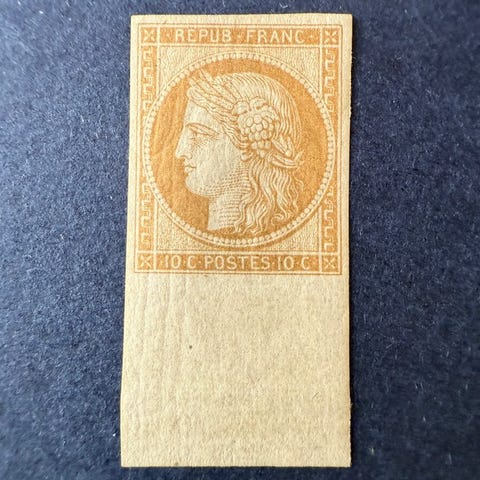 REPUB · FRANC ·
10 · C · POSTES · 10 · C